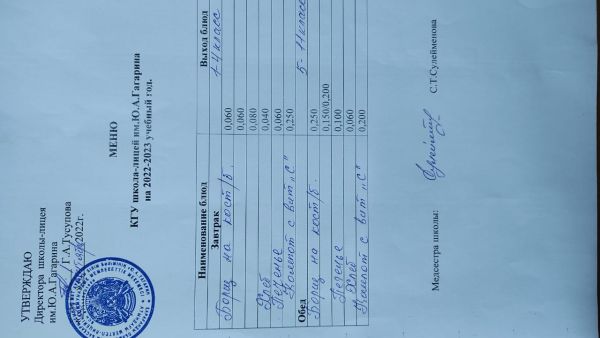 УТВЕРЖДАЮ
Директора школы-лицея
им.Ю.А.Гагарина
Г.А.Тусупова
2022г.
МЕНЮ
КГУ школа-лицей им.Ю.А.Гагарина
на 2022-2023 учебный год.
Наименование блюд Выход блюд
Завтрак 1-4 класс
Борщ на кост/б. 0,060
0,060
0,080
Хлеб 0,040
Печенье 0,060
Компот с вит „С" 0,250
Обед 5-11 класс
Борщ на кост/б. 0,250
0,150/0,200
Печенье 0,100
Хлеб 0,060
Компот с вит „С" 0,200
Медсестра школы: С.Т.Сулейменова